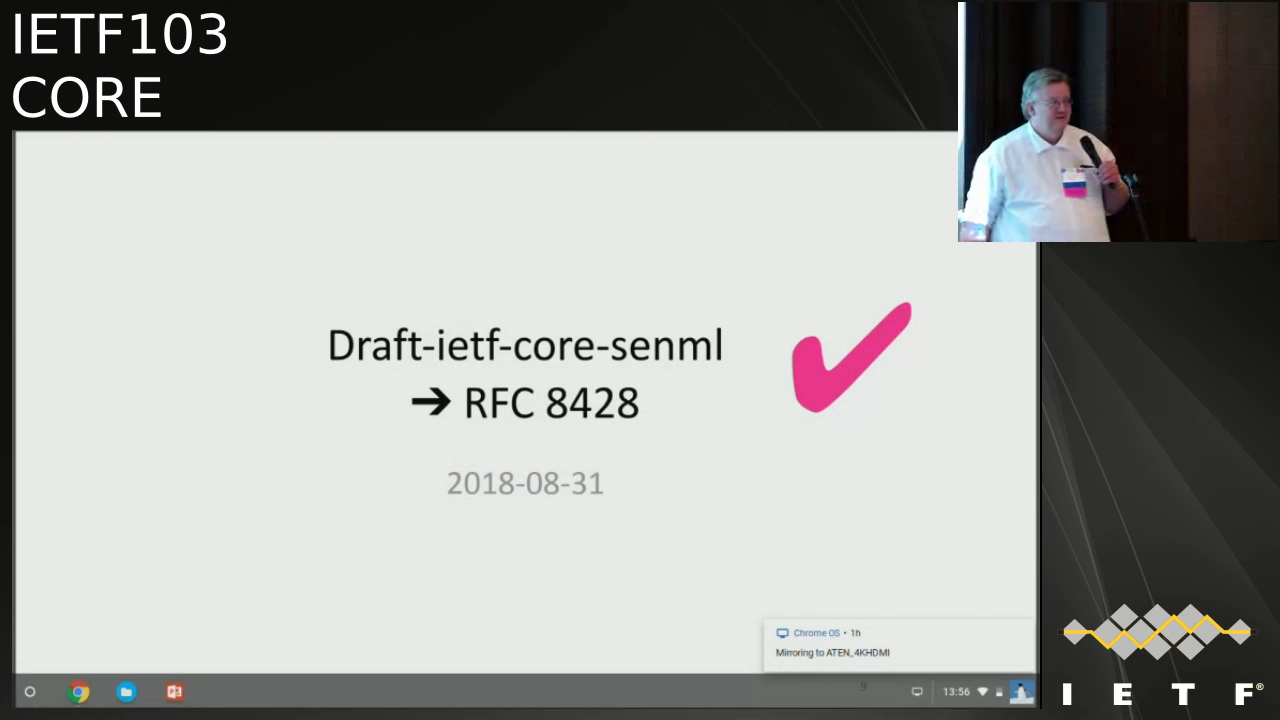 IETF103
CORE
Draft-ietf-core-senml
➔ RFC 8428
2018-08-31
Chrome OS • 1h
Mirroring to ATEN_4KHDMI
9
13:56
I E T F®